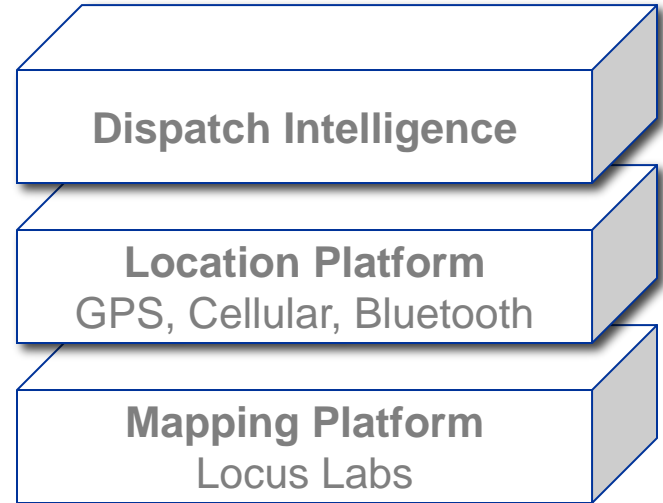 Dispatch Intelligence
Location Platform
GPS, Cellular, Bluetooth
Mapping Platform
Locus Labs